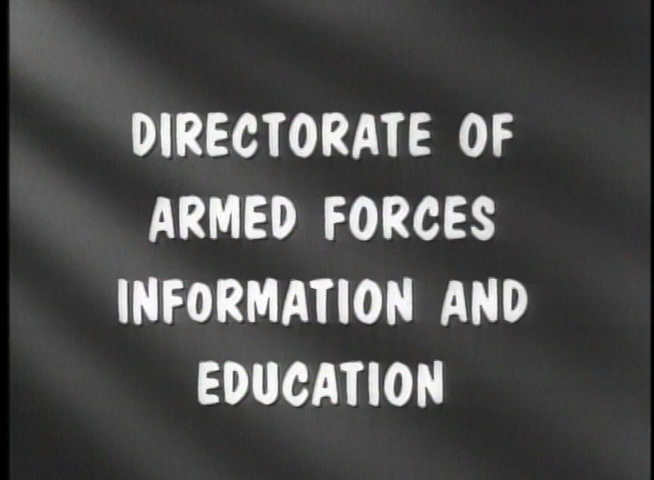 DIRECTORATE OF
ARMED FORCES
INFORMATION AND
EDUCATION